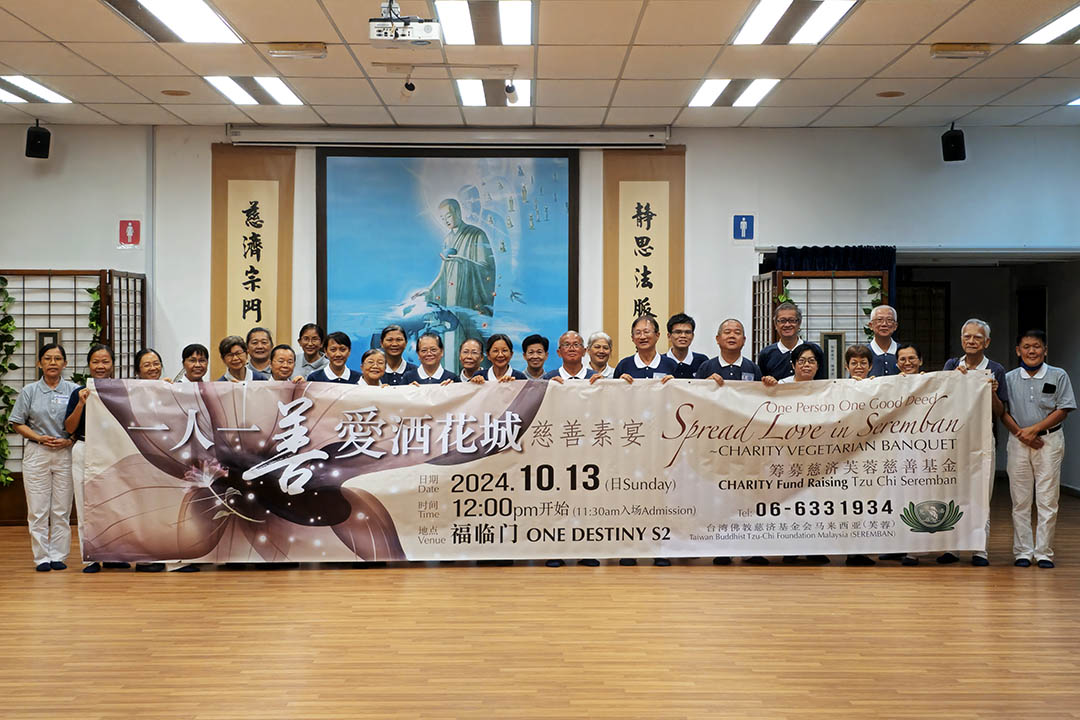 慈濟宗門
靜思法脈
一人一善愛洒花城慈善素宴
日期
Date 2024. 10.13 (日Sunday)
时间
Time 12:00pm开始 (11:30am入场Admission)
地点
Venue 福临门 ONE DESTINY S2
One Person One Good Deed
Spread Love in Seremban
~CHARITY VEGETARIAN BANQUET
筹募慈济芙蓉慈善基金
CHARITY Fund Raising Tzu Chi Seremban
Tel: 06-6331934
台湾佛教慈济基金会马来西亚(芙蓉)
Taiwan Buddhist Tzu-Chi Foundation Malaysia (SEREMBAN)